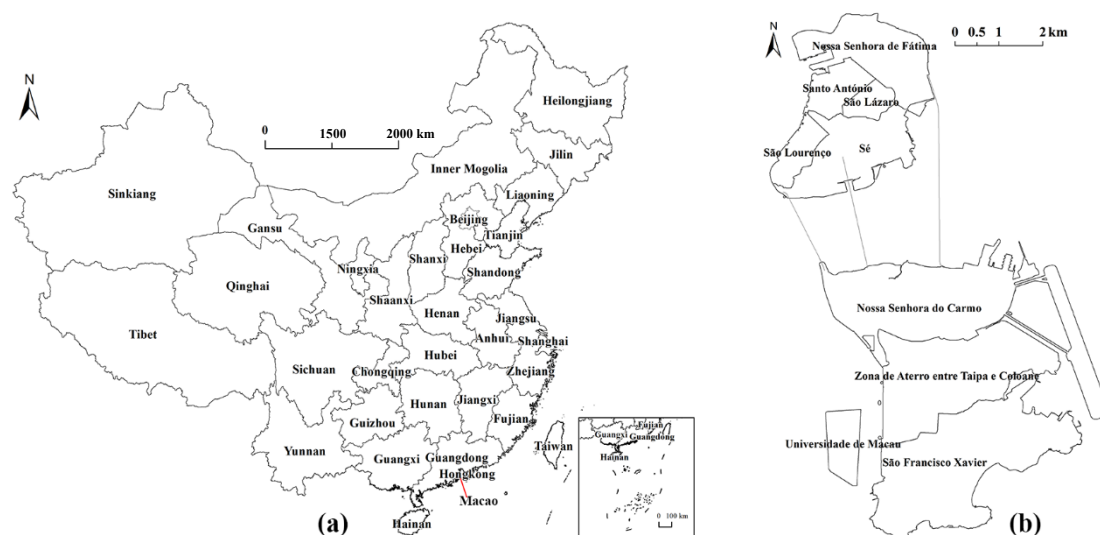 N
0 1500 2000 km
Heilongjiang
Jilin
Inner Mogolia
Liaoning
Sinkiang
Beijing
Gansu
Tianjin
Hebei
Shanxi
Ningxia
Shandong
Qinghai
Shaanxi
Henan
Jiangsu
Tibet
Anhui
Shanghai
Hubei
Sichuan
Chongqing
Zhejiang
Hunan
Jiangxi
Guizhou
Fujian
Yunnan
Guangxi
Guangdong
Taiwan
Hongkong
Macao
Hainan
(a)
Fujian
Guangxi
Guangdong
Hainan
0 100 km
N
0 0.5 1 2 km
Nossa Senhora de Fátima
Santo António
São Lázaro
São Lourenço
Sé
Nossa Senhora do Carmo
Zona de Aterro entre Taipa e Coloane
Universidade de Macau
São Francisco Xavier
(b)